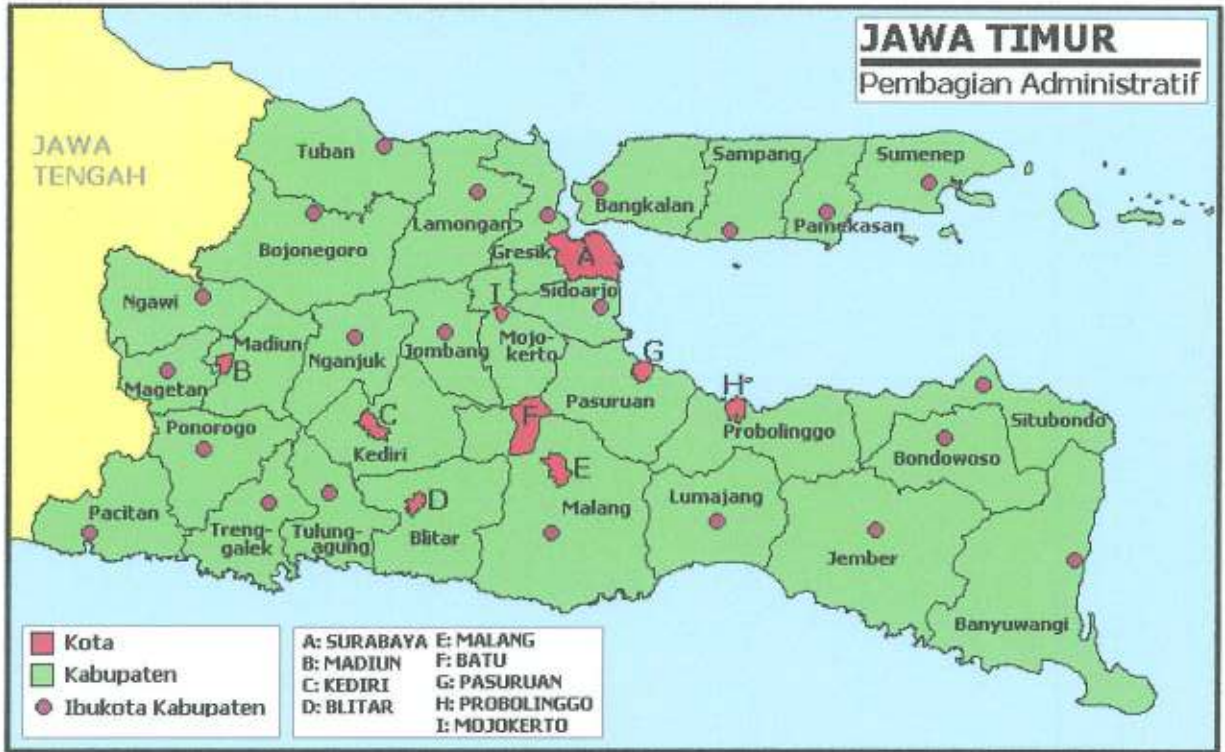 JAWA TIMUR
Pembagian Administratif
JAWA
TENGAH
Tuban
Sampang
Sumenep
Bangkalan
Lamongan
Pamekasan
Bojonegoro
Gresik
A
Ngawi
I
Sidoarjo
Madiun
Nganjuk
Jombang
Mojo-
kerto
G
B
Magetan
H
Pasuruan
Ponorogo
C
F
Situbondo
Probolinggo
Kediri
Bondowoso
E
Pacitan
D
Malang
Lumajang
Treng-
galek
Tulung-
agung
Blitar
Jember
Banyuwangi
Kota
Kabupaten
Ibukota Kabupaten
A: SURABAYA
B: MADIUN
C: KEDIRI
D: BLITAR
E: MALANG
F: BATU
G: PASURUAN
H: PROBOLINGGO
I: MOJOKERTO